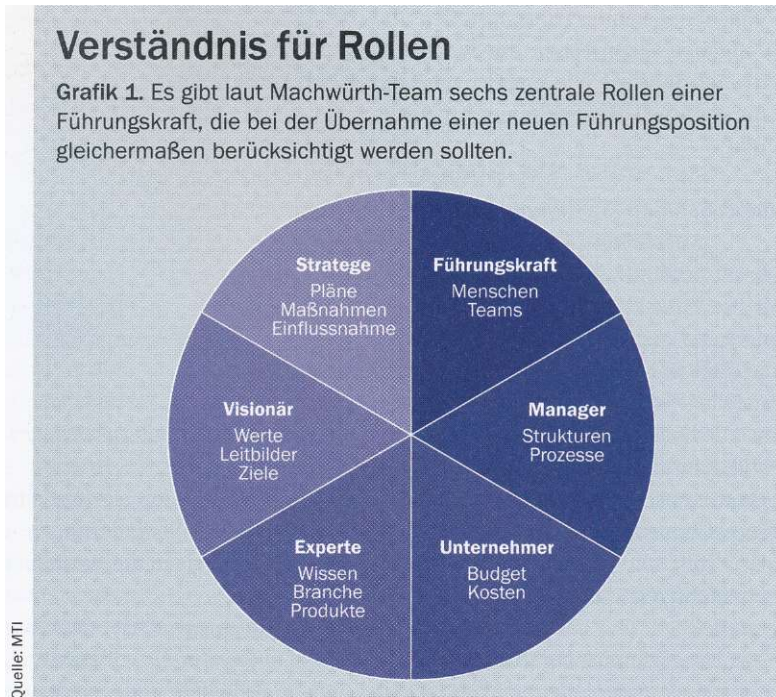 Verständnis für Rollen
Grafik 1. Es gibt laut Machwürth-Team sechs zentrale Rollen einer
Führungskraft, die bei der Übernahme einer neuen Führungsposition
gleichermaßen berücksichtigt werden sollten.
Stratege
Pläne
Maßnahmen
Einflussnahme
Führungskraft
Menschen
Teams
Visionär
Werte
Leitbilder
Ziele
Manager
Strukturen
Prozesse
Experte
Wissen
Branche
Produkte
Unternehmer
Budget
Kosten
Quelle: MTI